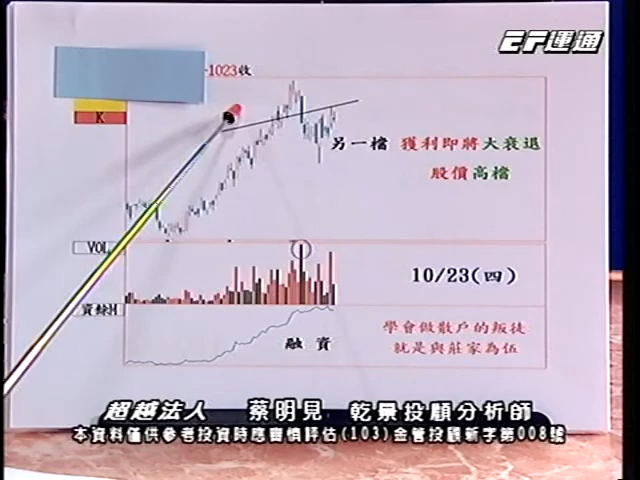 EF運通
-1023收
K
另一檔 獲利即將大衰退
股價高檔
VOL
10/23(四)
資餘H
融資
學會做散戶的叛徒
就是與莊家為伍
超越法人 蔡明見 乾景投顧分析師
本資料僅供參考投資時應審慎評估(103)金管投顧新字第008號